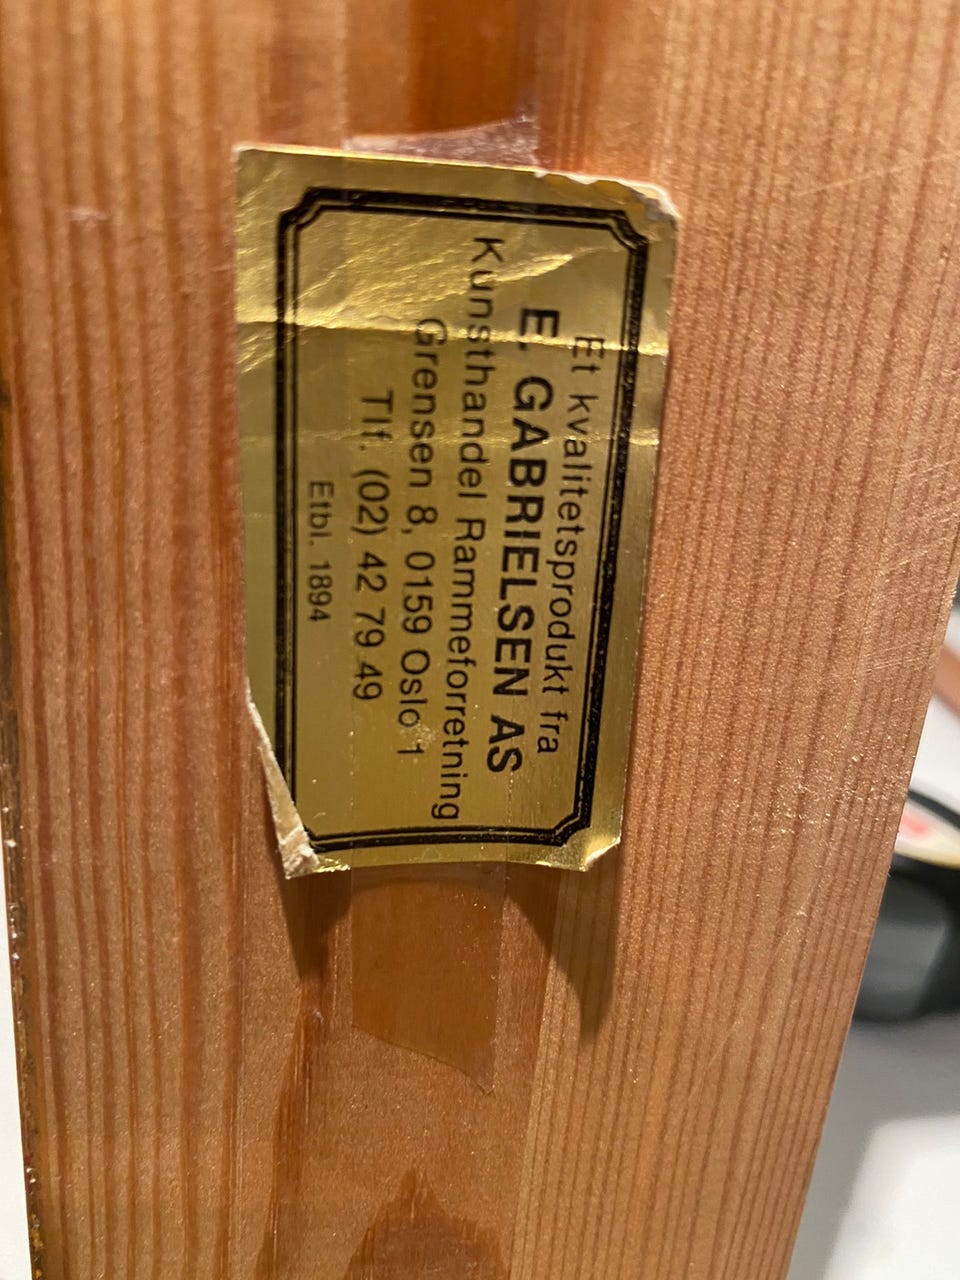 Et kvalitetsprodukt fra
E. GABRIELSEN AS
Kunsthandel Rammeforretning
Grensen 8, 0159 Oslo 1
Tlf. (02) 42 79 49
Etbl. 1894